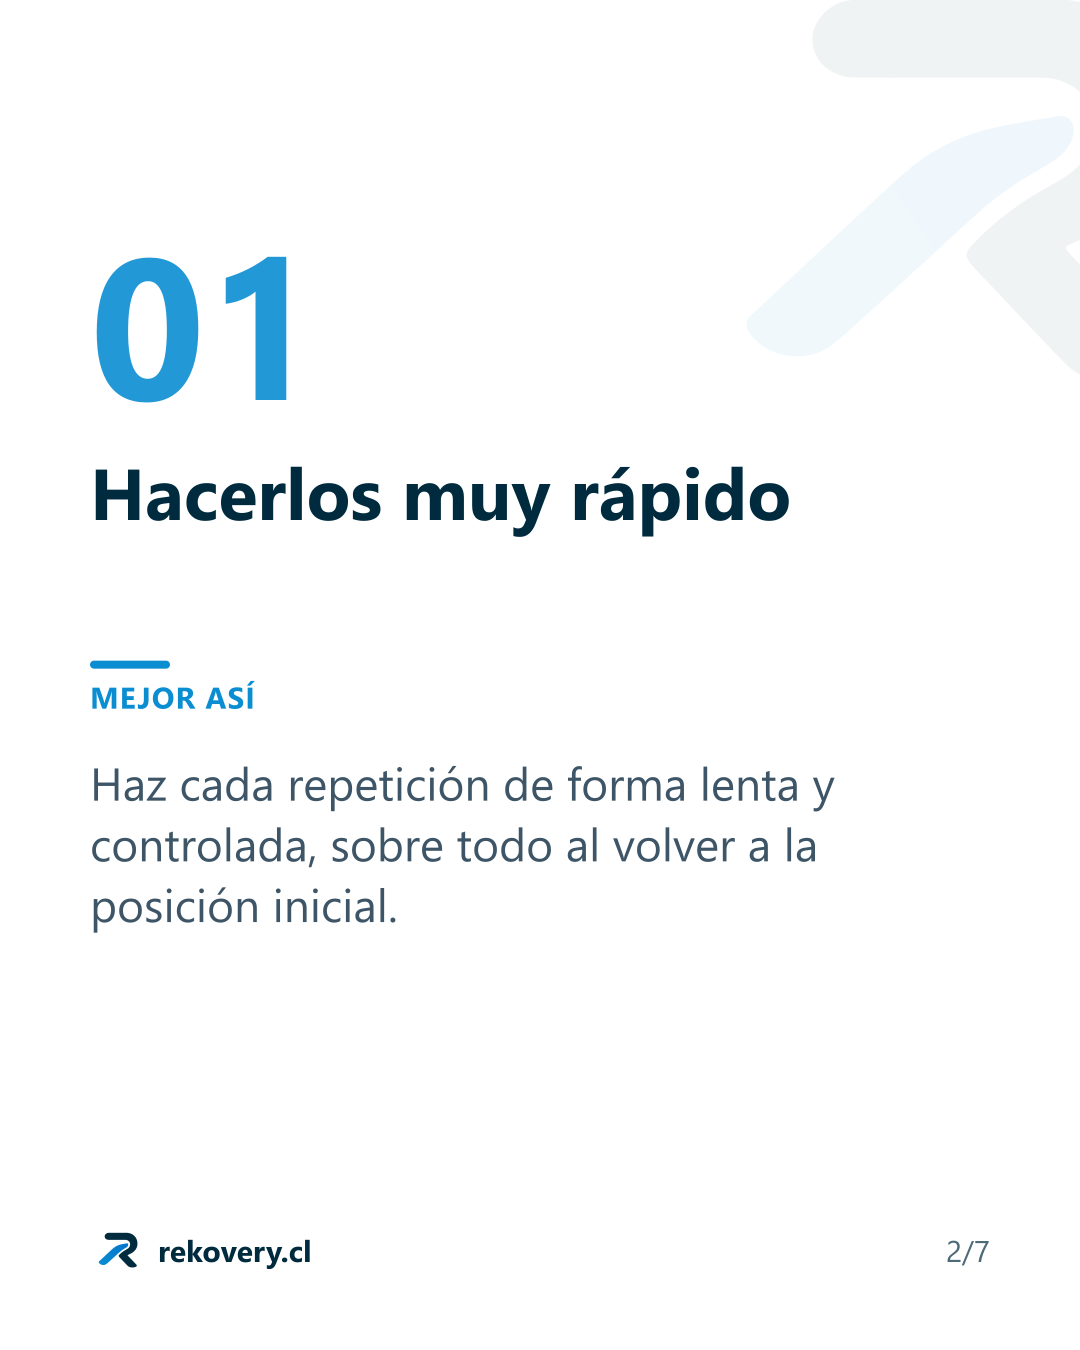 01
Hacerlos muy rápido
MEJOR ASÍ
Haz cada repetición de forma lenta y
controlada, sobre todo al volver a la
posición inicial.
rekovery.cl
2/7